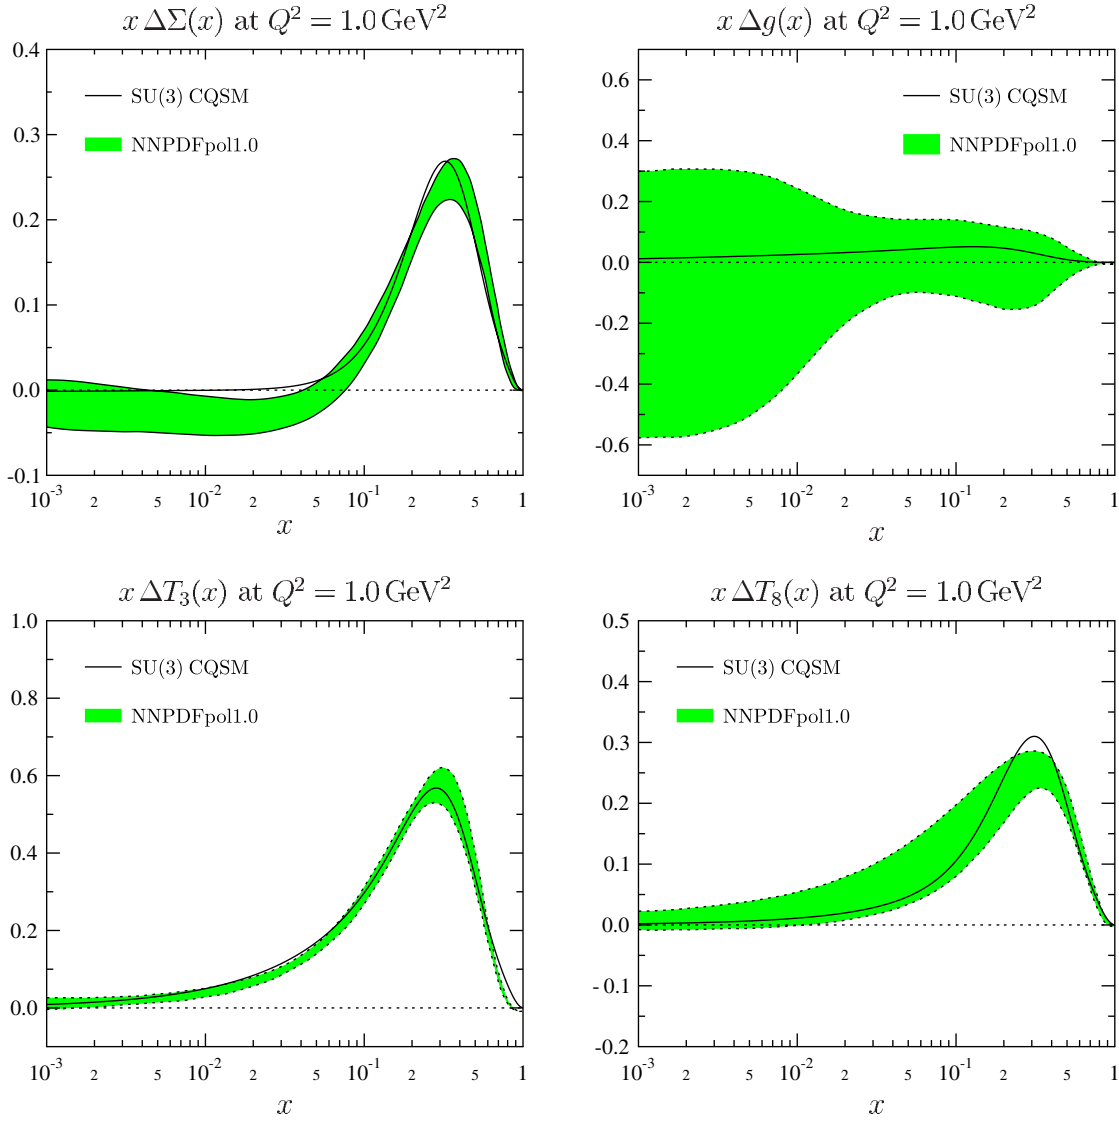 x ΔΣ(x) at Q² = 1.0 GeV²
0.4
0.3
0.2
0.1
0.0
-0.1
SU(3) CQSM
NNPDFpol1.0
10⁻³ 2 5 10⁻² 2 5 10⁻¹ 2 5 1
x
x Δg(x) at Q² = 1.0 GeV²
0.6
0.4
0.2
0.0
-0.2
-0.4
-0.6
SU(3) CQSM
NNPDFpol1.0
10⁻³ 2 5 10⁻² 2 5 10⁻¹ 2 5 1
x
x ΔT₃(x) at Q² = 1.0 GeV²
1.0
0.8
0.6
0.4
0.2
0.0
SU(3) CQSM
NNPDFpol1.0
10⁻³ 2 5 10⁻² 2 5 10⁻¹ 2 5 1
x
x ΔT₈(x) at Q² = 1.0 GeV²
0.5
0.4
0.3
0.2
0.1
0.0
-0.1
-0.2
SU(3) CQSM
NNPDFpol1.0
10⁻³ 2 5 10⁻² 2 5 10⁻¹ 2 5 1
x